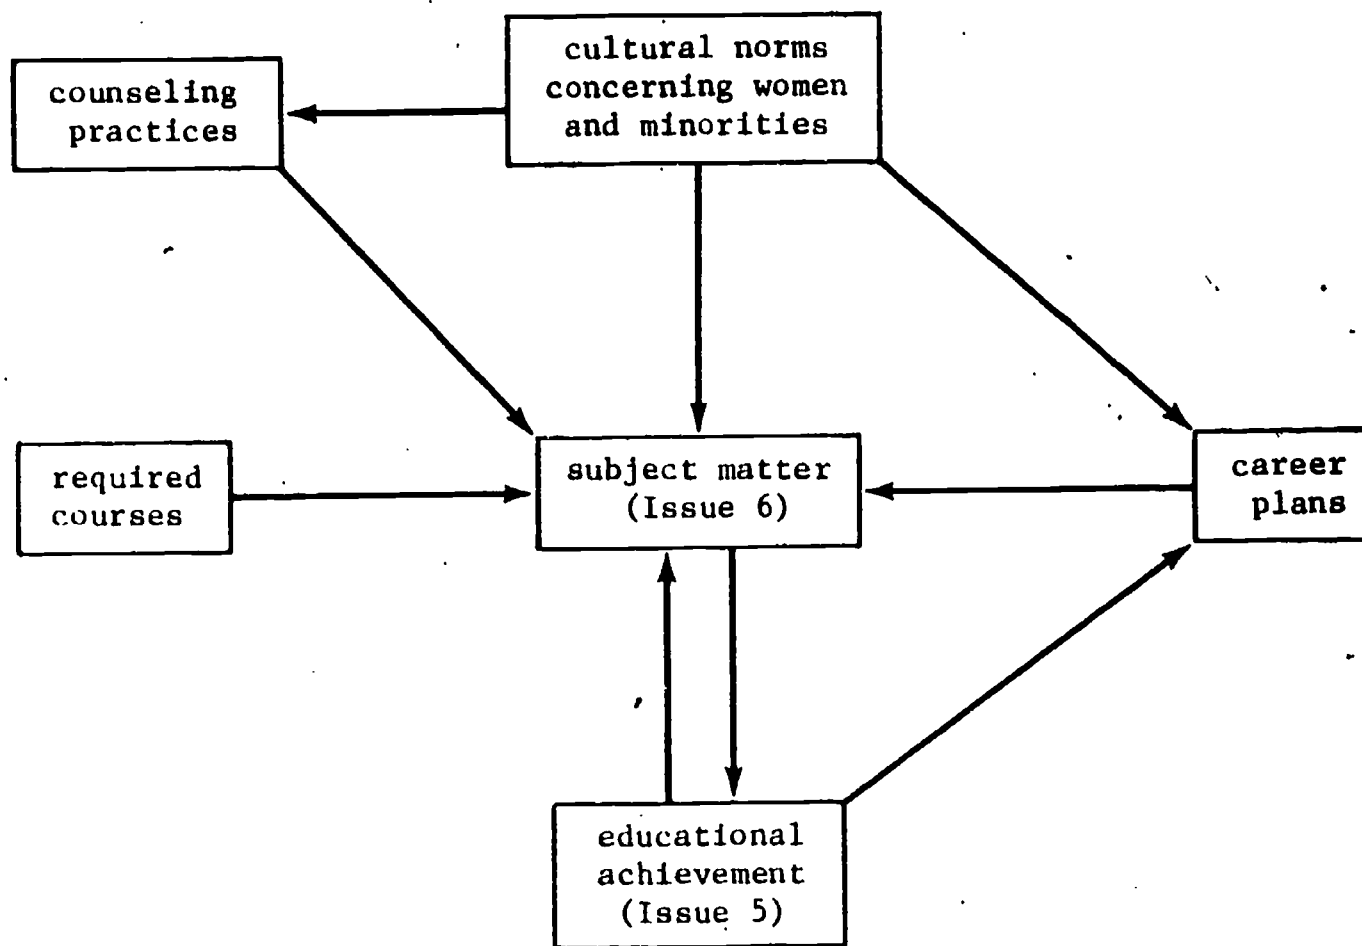 cultural norms
concerning women
and minorities
counseling
practices
required
courses
subject matter
(Issue 6)
career
plans
educational
achievement
(Issue 5)